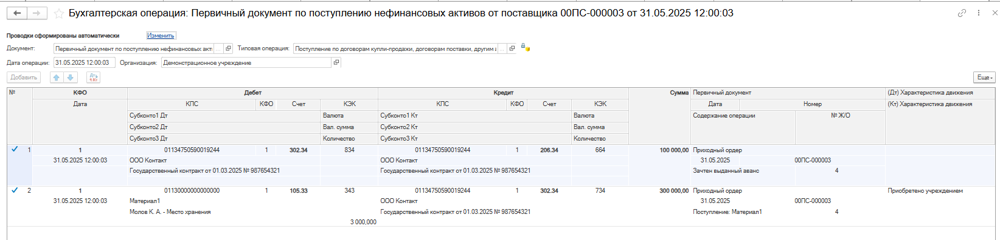 Бухгалтерская операция: Первичный документ по поступлению нефинансовых активов от поставщика 00ПС-000003 от 31.05.2025 12:00:03
Проводки сформированы автоматически Изменить
Документ: Первичный документ по поступлению нефинансовых акти ... Типовая операция: Поступление по договорам купли-продажи, договорам поставки, другим а ...
Дата операции: 31.05.2025 12:00:03 Организация: Демонстрационное учреждение
Добавить Дт Кт Еще
№ КФО Дебет Кредит Сумма Первичный документ (Дт) Характеристика движения
Дата КПС КФО Счет КЭК КПС КФО Счет КЭК Дата Номер (Кт) Характеристика движения
Субконто1 Дт Валюта Субконто1 Кт Валюта Содержание операции № Ж/О
Субконто2 Дт Вал. сумма Субконто2 Кт Вал. сумма
Субконто3 Дт Количество Субконто3 Кт Количество
1 1 01134750590019244 1 302.34 834 01134750590019244 1 206.34 664 100 000,00 Приходный ордер
31.05.2025 12:00:03 ООО Контакт ООО Контакт 31.05.2025 00ПС-000003
Государственный контракт от 01.03.2025 № 987654321 Государственный контракт от 01.03.2025 № 987654321 Зачтен выданный аванс 4
2 1 01130000000000000 1 105.33 343 01134750590019244 1 302.34 734 300 000,00 Приходный ордер Приобретено учреждением
31.05.2025 12:00:03 Материал1 ООО Контакт 31.05.2025 00ПС-000003
Молов К. А. - Место хранения Государственный контракт от 01.03.2025 № 987654321 Поступление: Материал1 4
3 000,000